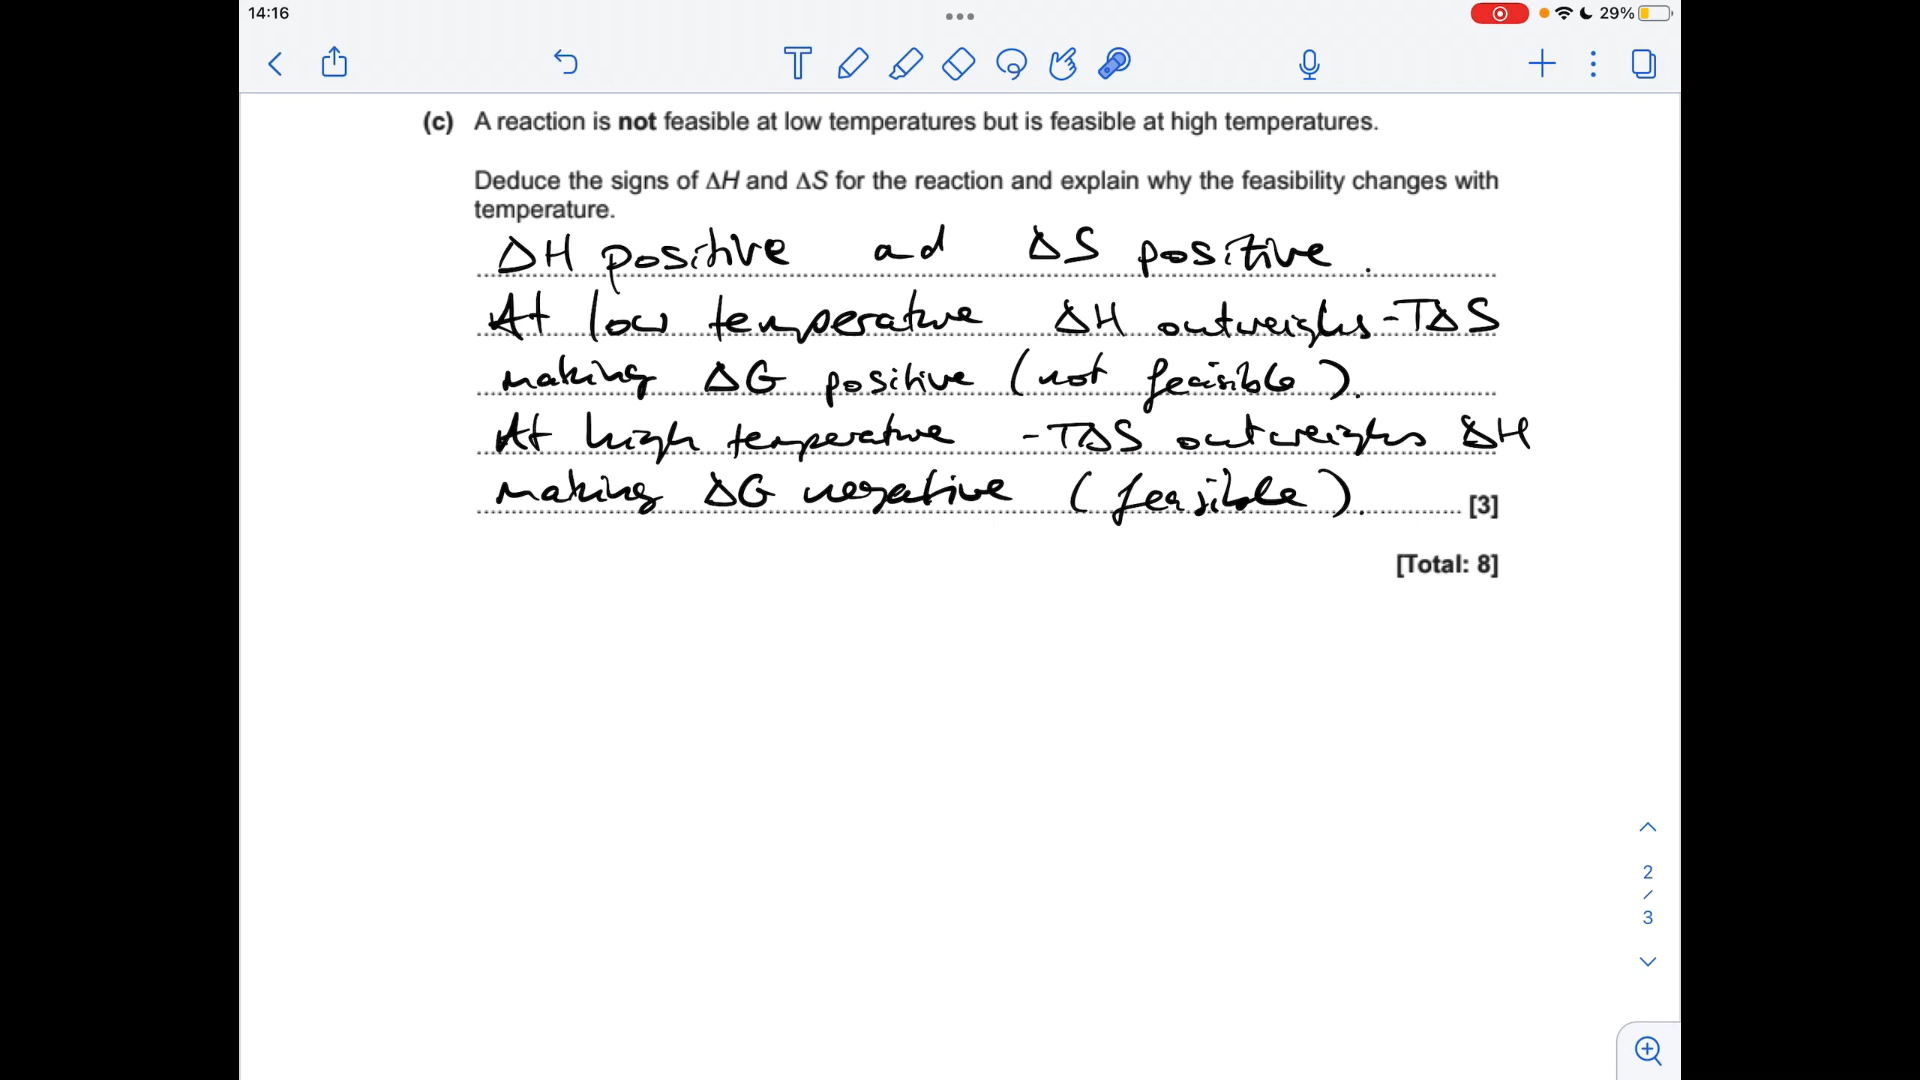 14:16
29%
(c) A reaction is not feasible at low temperatures but is feasible at high temperatures.
Deduce the signs of ΔH and ΔS for the reaction and explain why the feasibility changes with
temperature.
ΔH positive and ΔS positive.
At low temperature ΔH outweighs -TΔS
making ΔG positive (not feasible).
At high temperature -TΔS outweighs ΔH
making ΔG negative (feasible).
[3]
[Total: 8]
2
/
3